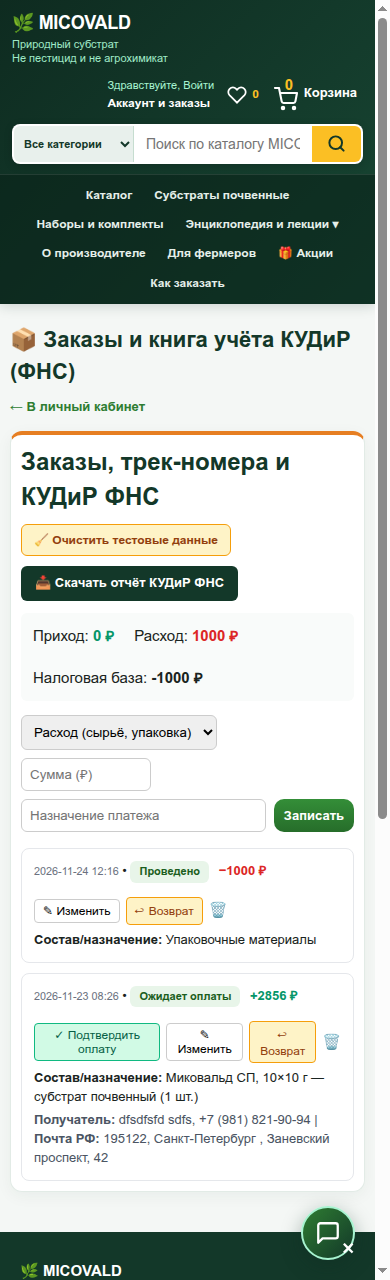 🌿 MICOVALD
Природный субстрат
Не пестицид и не агрохимикат
Здравствуйте, Войти
Аккаунт и заказы
0
0
Корзина
Все категории
Поиск по каталогу MICO
Каталог Субстраты почвенные
Наборы и комплекты Энциклопедия и лекции ▾
О производителе Для фермеров 🎁 Акции
Как заказать
📦 Заказы и книга учёта КУДиР
(ФНС)
← В личный кабинет
Заказы, трек-номера и
КУДиР ФНС
🧹 Очистить тестовые данные
📥 Скачать отчёт КУДиР ФНС
Приход: 0 ₽ Расход: 1000 ₽
Налоговая база: -1000 ₽
Расход (сырьё, упаковка)
Сумма (₽)
Назначение платежа Записать
2026-11-24 12:16 • Проведено −1000 ₽
✎ Изменить ↩ Возврат 🗑️
Состав/назначение: Упаковочные материалы
2026-11-23 08:26 • Ожидает оплаты +2856 ₽
✓ Подтвердить
оплату
✎
Изменить
↩
Возврат
🗑️
Состав/назначение: Миковальд СП, 10×10 г —
субстрат почвенный (1 шт.)
Получатель: dfsdfsfd sdfs, +7 (981) 821-90-94 |
Почта РФ: 195122, Санкт-Петербург , Заневский
проспект, 42
✕
🌿 MICOVALD